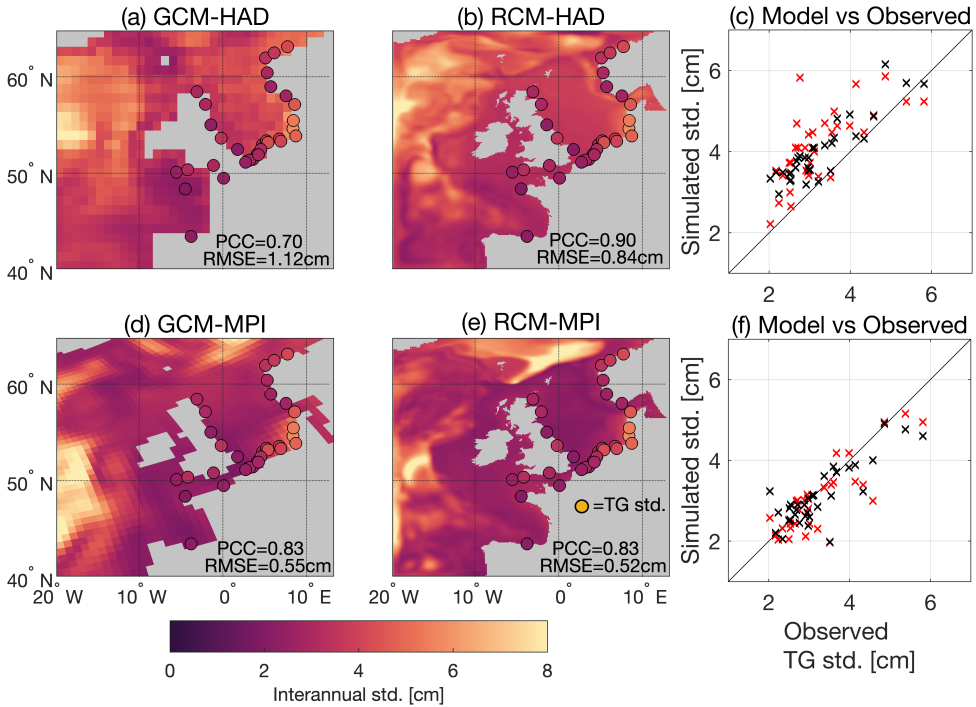 (a) GCM-HAD
(b) RCM-HAD
(c) Model vs Observed
60° N
50° N
40° N
PCC=0.70
RMSE=1.12cm
PCC=0.90
RMSE=0.84cm
Simulated std. [cm]
6
4
2
2 4 6
(d) GCM-MPI
(e) RCM-MPI
(f) Model vs Observed
60° N
50° N
40° N
PCC=0.83
RMSE=0.55cm
=TG std.
PCC=0.83
RMSE=0.52cm
20° W 10° W 0° 10° E
20° W 10° W 0° 10° E
Simulated std. [cm]
6
4
2
2 4 6
Observed
TG std. [cm]
0 2 4 6 8
Interannual std. [cm]